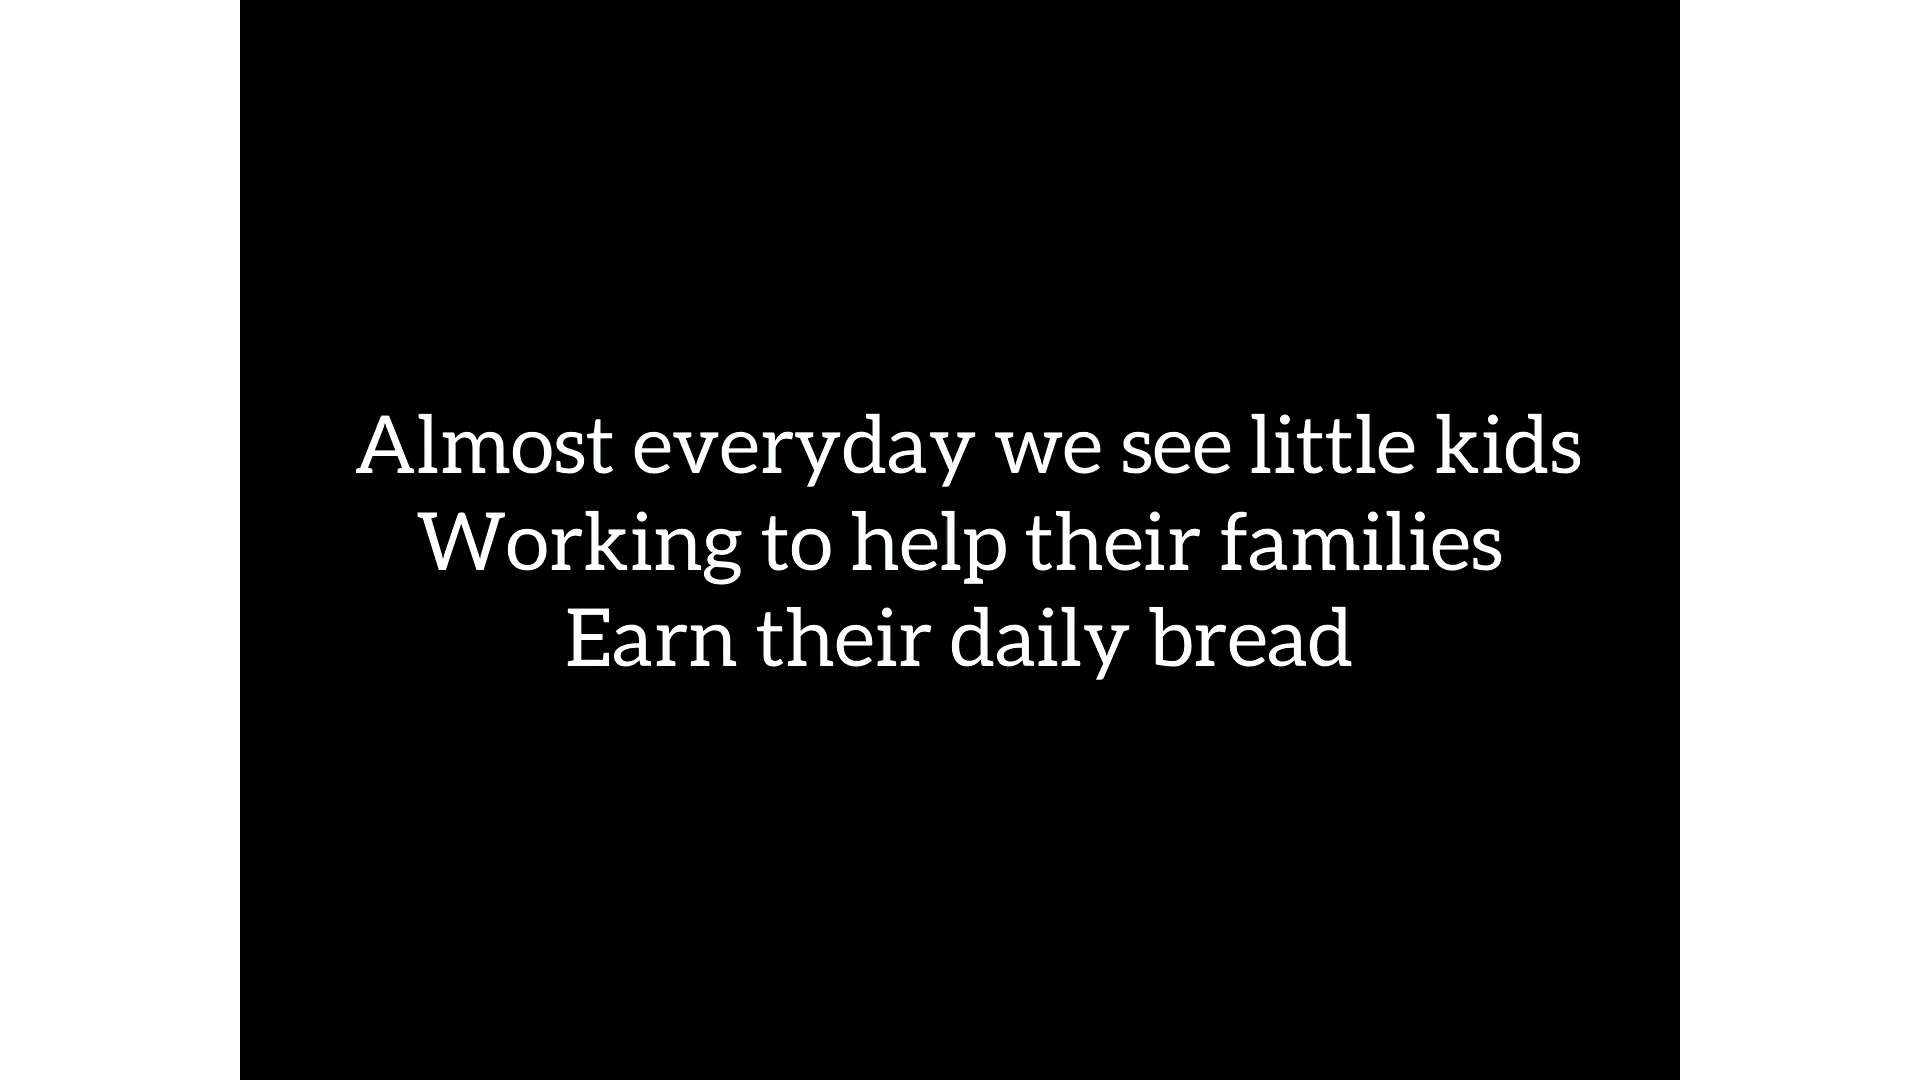 Almost everyday we see little kids
Working to help their families
Earn their daily bread